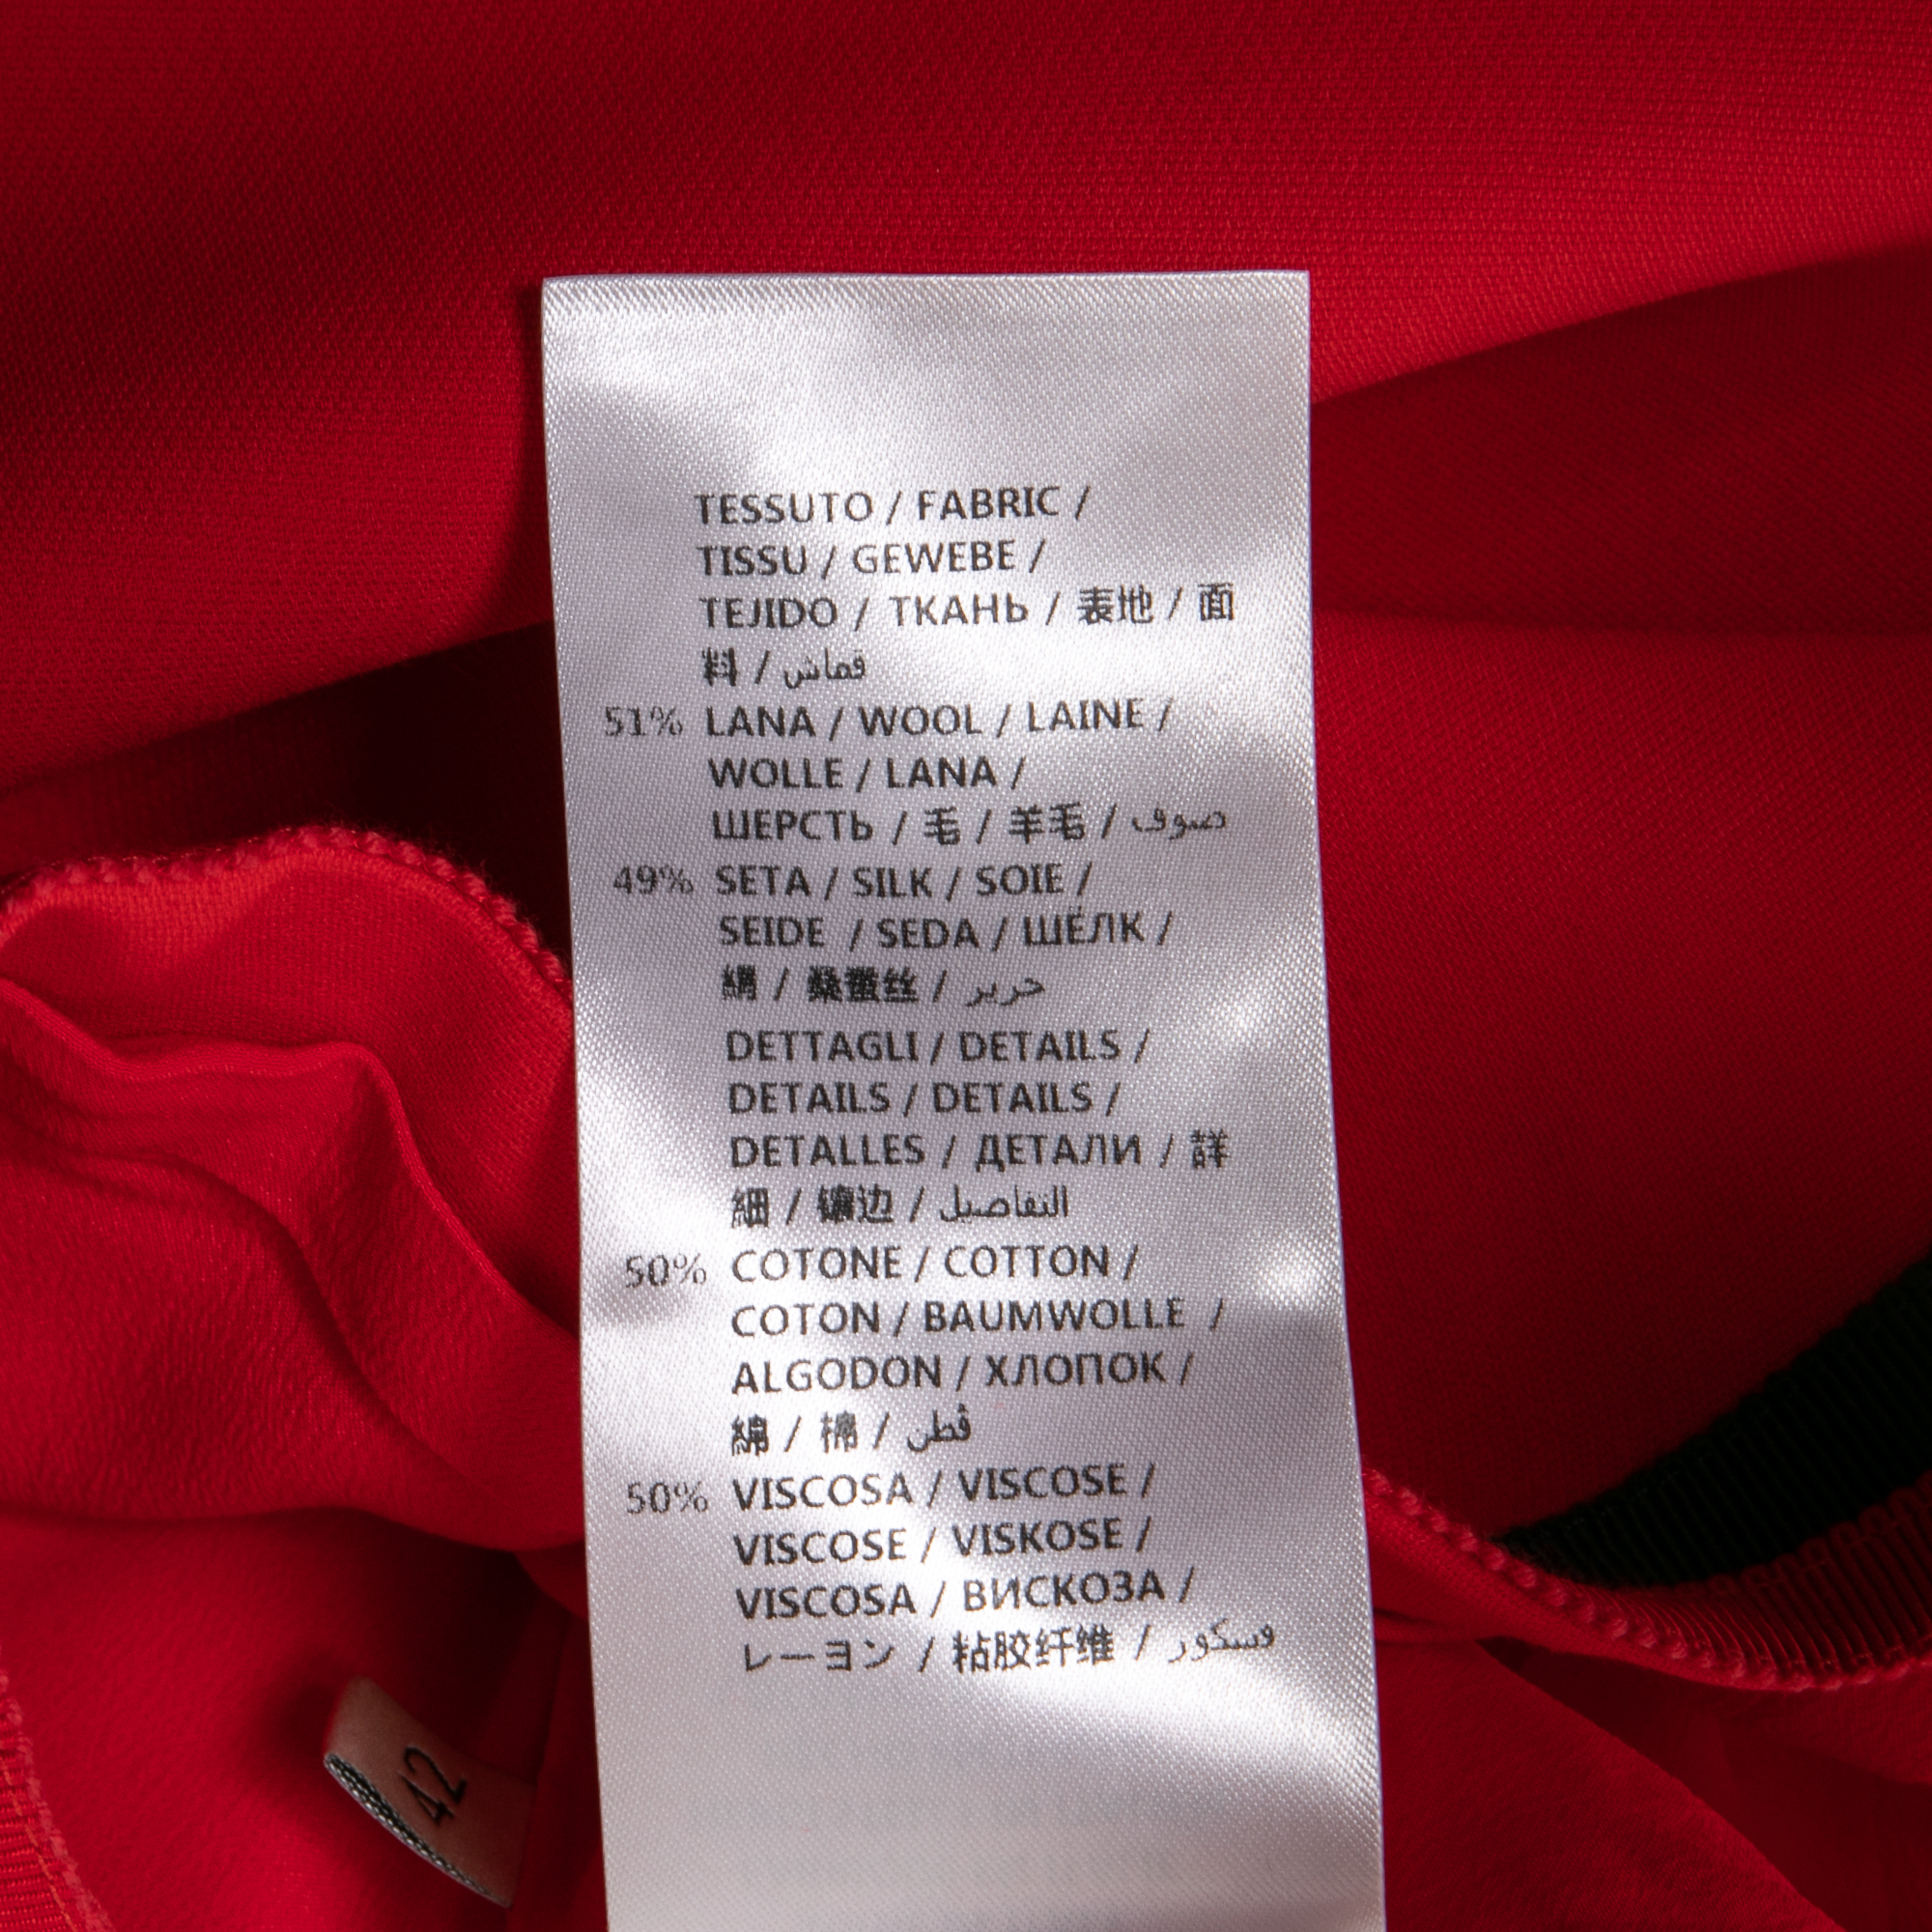 TESSUTO / FABRIC /
TISSU / GEWEBE /
TEJIDO / ТКАНЬ / 表地 / 面
料 / قماش
51% LANA / WOOL / LAINE /
WOLLE / LANA /
ШЕРСТЬ / 毛 / 羊毛 / صوف
49% SETA / SILK / SOIE /
SEIDE / SEDA / ШЁЛК /
絹 / 桑蚕丝 / حرير
DETTAGLI / DETAILS /
DETAILS / DETAILS /
DETALLES / ДЕТАЛИ / 詳
細 / 镶边 / التفاصيل
50% COTONE / COTTON /
COTON / BAUMWOLLE /
ALGODON / ХЛОПОК /
綿 / 棉 / قطن
50% VISCOSA / VISCOSE /
VISCOSE / VISKOSE /
VISCOSA / ВИСКОЗА /
レーヨン / 粘胶纤维 / فسكور
42